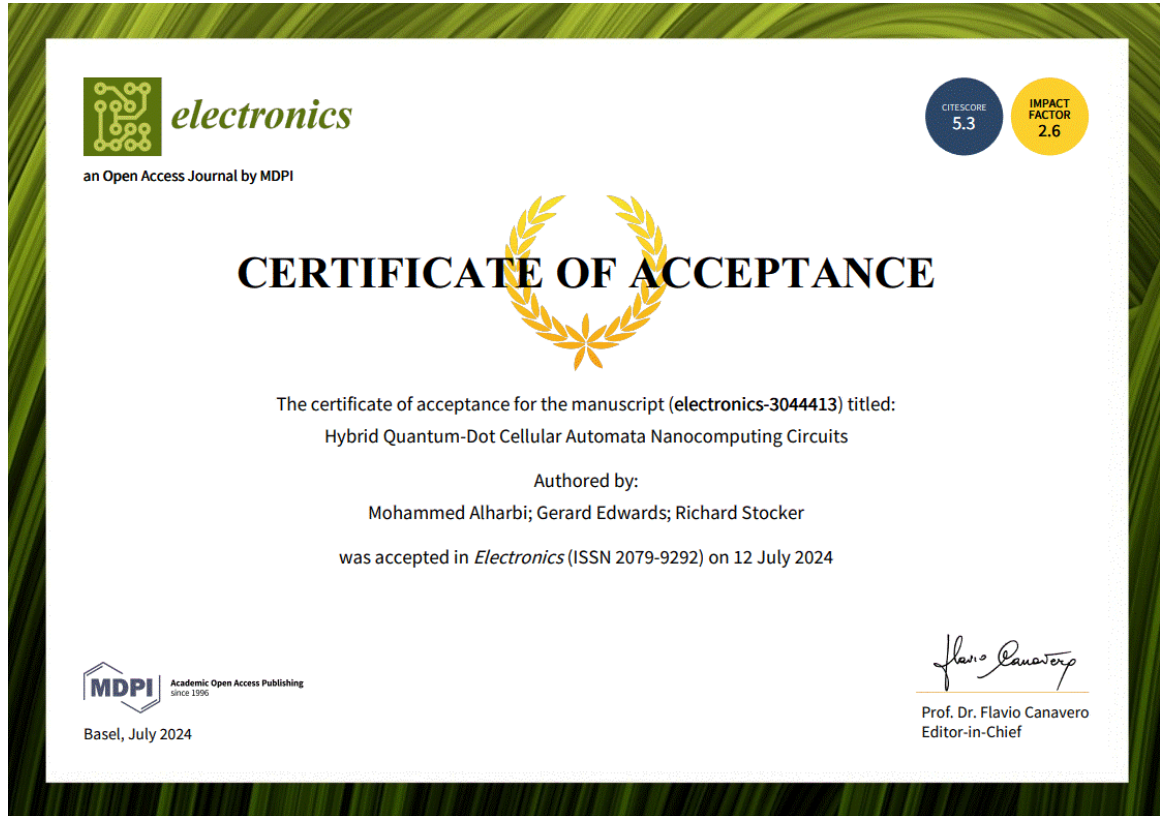 electronics
an Open Access Journal by MDPI
CITESCORE
5.3
IMPACT
FACTOR
2.6
CERTIFICATE OF ACCEPTANCE
The certificate of acceptance for the manuscript (electronics-3044413) titled:
Hybrid Quantum-Dot Cellular Automata Nanocomputing Circuits
Authored by:
Mohammed Alharbi; Gerard Edwards; Richard Stocker
was accepted in Electronics (ISSN 2079-9292) on 12 July 2024
MDPI
Academic Open Access Publishing
since 1996
Basel, July 2024
Flavio Canavero
Prof. Dr. Flavio Canavero
Editor-in-Chief